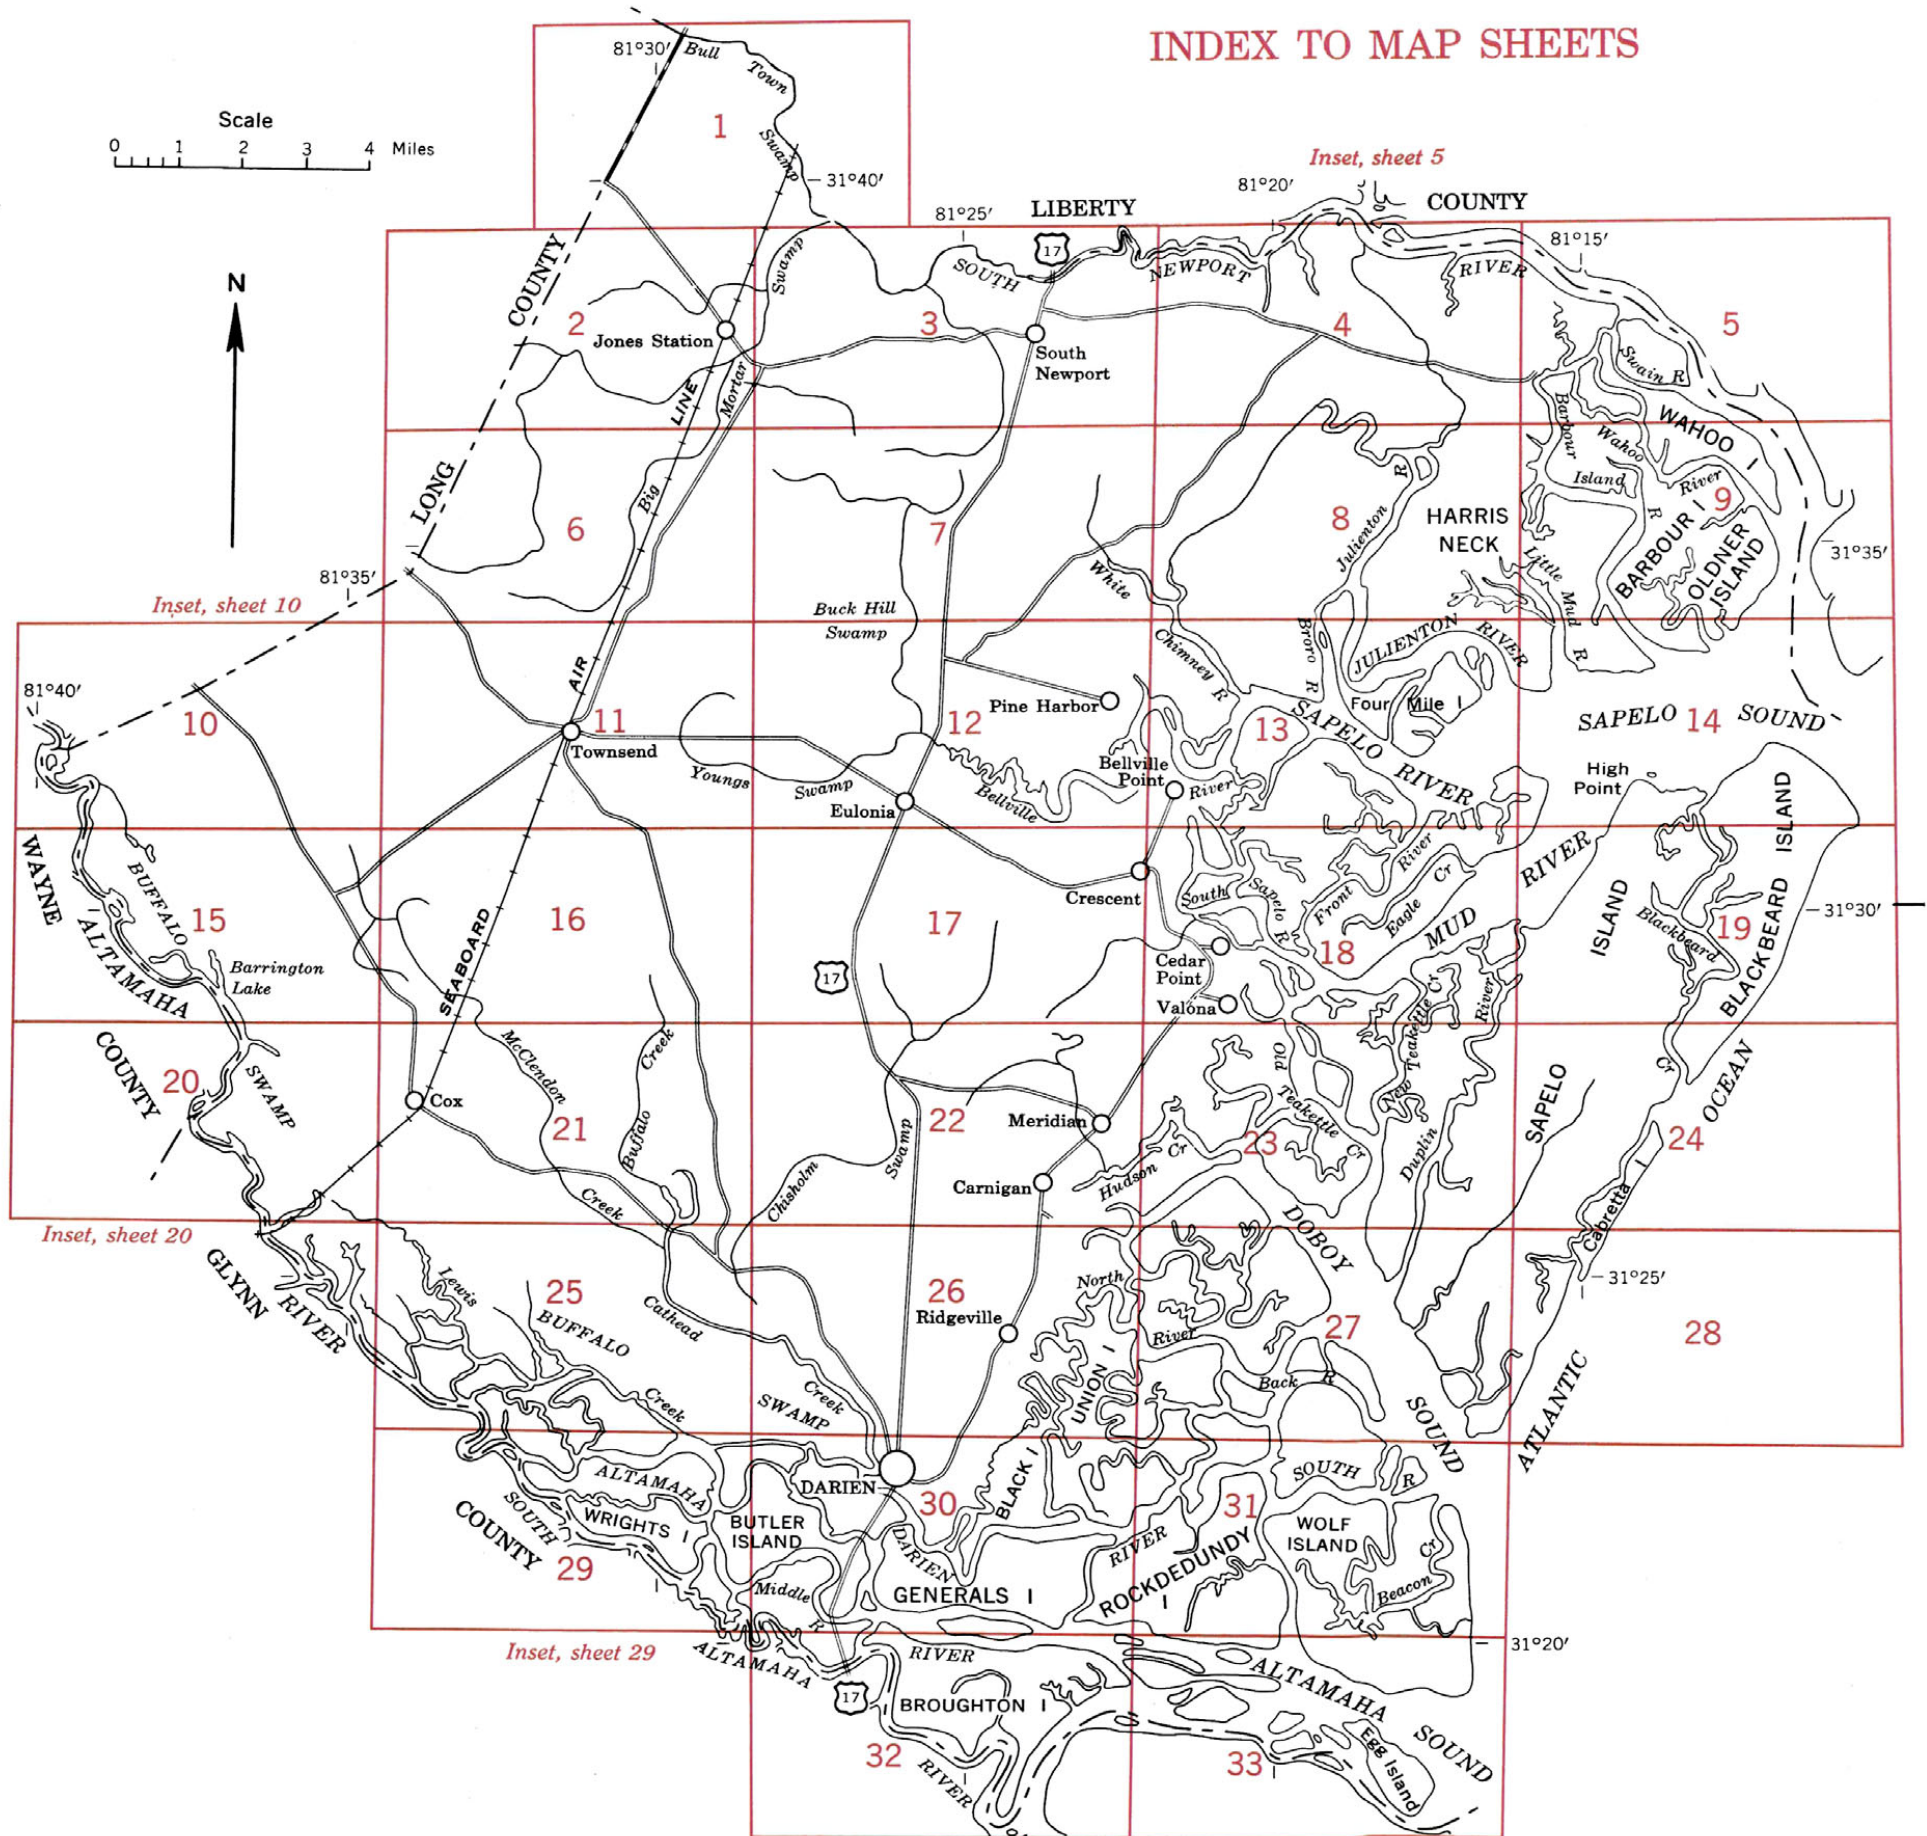 INDEX TO MAP SHEETS
Scale
0 1 2 3 4 Miles
N
81°30′
Bull
Town
Swamp
1
31°40′
Inset, sheet 5
81°20′
81°25′
LIBERTY
COUNTY
17
81°15′
SOUTH
NEWPORT
RIVER
COUNTY
Swamp
2
Jones Station
3
South
Newport
4
5
Swain R
LINE
Mortar
Barbour
WAHOO I
Wahoo
River
Island
R
LONG
Big
6
7
8
R
Julienton
HARRIS
NECK
9
BARBOUR I
OLDNER
ISLAND
31°35′
Little
Mud
R
81°35′
Inset, sheet 10
Buck Hill
Swamp
White
Chimney R
Broro R
JULIENTON RIVER
81°40′
10
AIR
11
Townsend
12
Pine Harbor
13
Four Mile I
SAPELO
RIVER
SAPELO
14
SOUND
Youngs
Swamp
Eulonia
Bellville
Bellville
Point
River
High
Point
WAYNE
BUFFALO
15
ALTAMAHA
Barrington
Lake
16
SEABOARD
17
17
Crescent
South
Sapelo
R
Front
River
Eagle
Cr
MUD
RIVER
18
Cedar
Point
Valona
ISLAND
Blackbeard
19
BLACKBEARD
ISLAND
31°30′
COUNTY
20
SWAMP
Cox
McClendon
21
Creek
Buffalo
Creek
Chisholm
Swamp
22
Meridian
Carnigan
Hudson
Cr
23
Old
Teakettle
Cr
New
Teakettle
Cr
River
Duplin
SAPELO
Cr
OCEAN
24
Cabretta I
31°25′
Inset, sheet 20
GLYNN
RIVER
Lewis
25
BUFFALO
Cathead
Creek
Creek
SWAMP
26
Ridgeville
North
River
UNION I
DOBOY
27
Back R
SOUND
28
ATLANTIC
COUNTY
SOUTH
ALTAMAHA
WRIGHTS I
29
DARIEN
BUTLER
ISLAND
Middle
R
30
DARIEN
BLACK I
GENERALS I
RIVER
31
ROCKDEDUNDY
I
SOUTH
R
WOLF
ISLAND
Cr
Beacon
31°20′
Inset, sheet 29
ALTAMAHA
17
RIVER
BROUGHTON I
32
RIVER
ALTAMAHA
SOUND
33
Egg Island